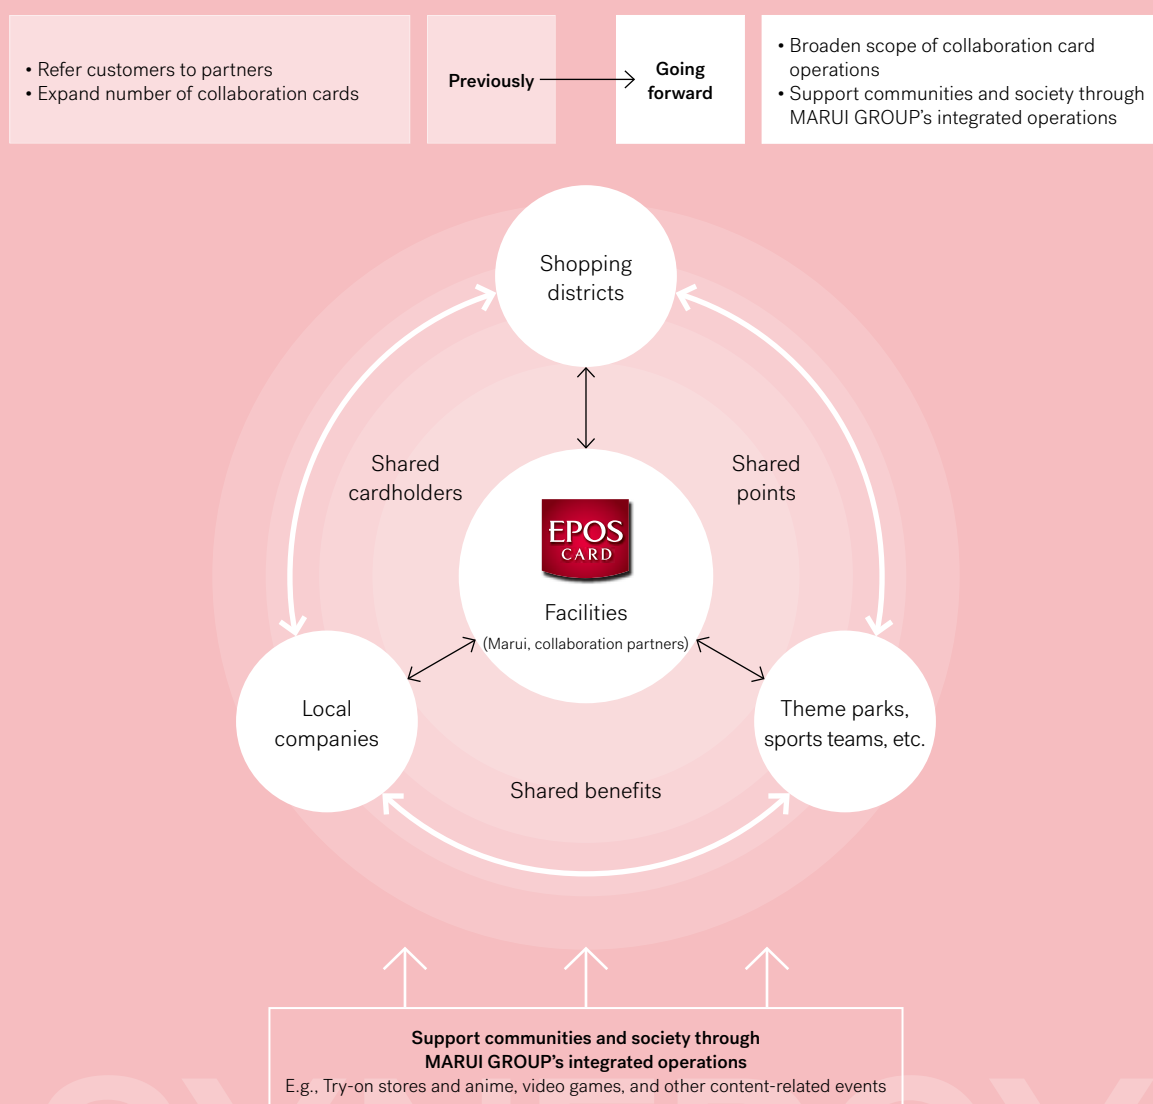 • Refer customers to partners
• Expand number of collaboration cards
Previously
Going
forward
• Broaden scope of collaboration card
operations
• Support communities and society through
MARUI GROUP's integrated operations
Shopping
districts
Shared
cardholders
Shared
points
EPOS
CARD
Facilities
(Marui, collaboration partners)
Local
companies
Theme parks,
sports teams, etc.
Shared benefits
Support communities and society through
MARUI GROUP's integrated operations
E.g., Try-on stores and anime, video games, and other content-related events